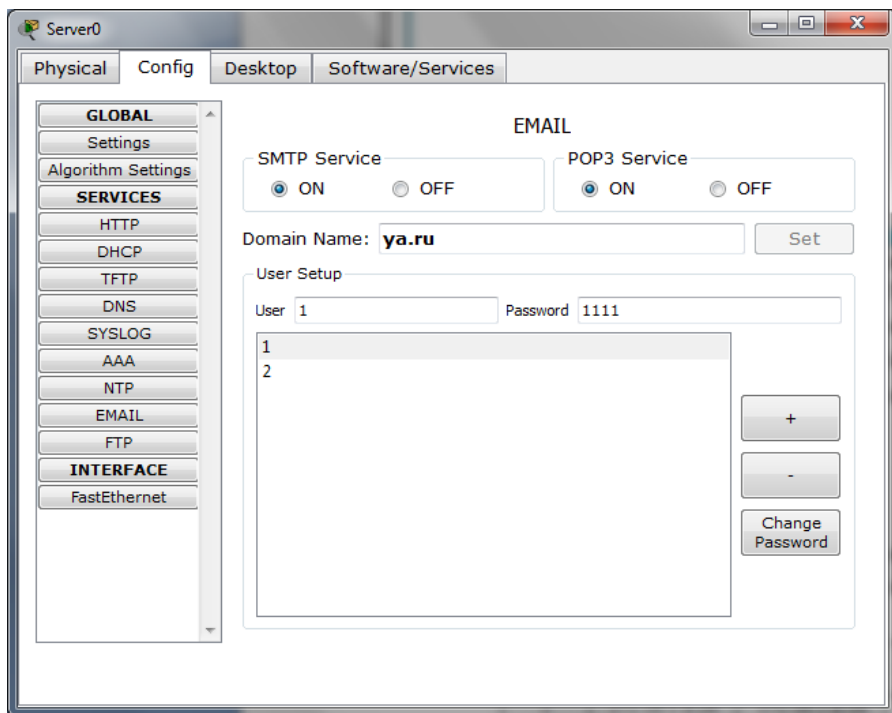 Server0
Physical Config Desktop Software/Services
GLOBAL
Settings
Algorithm Settings
SERVICES
HTTP
DHCP
TFTP
DNS
SYSLOG
AAA
NTP
EMAIL
FTP
INTERFACE
FastEthernet
EMAIL
SMTP Service
ON OFF
POP3 Service
ON OFF
Domain Name: ya.ru Set
User Setup
User 1 Password 1111
1
2
+
-
Change
Password